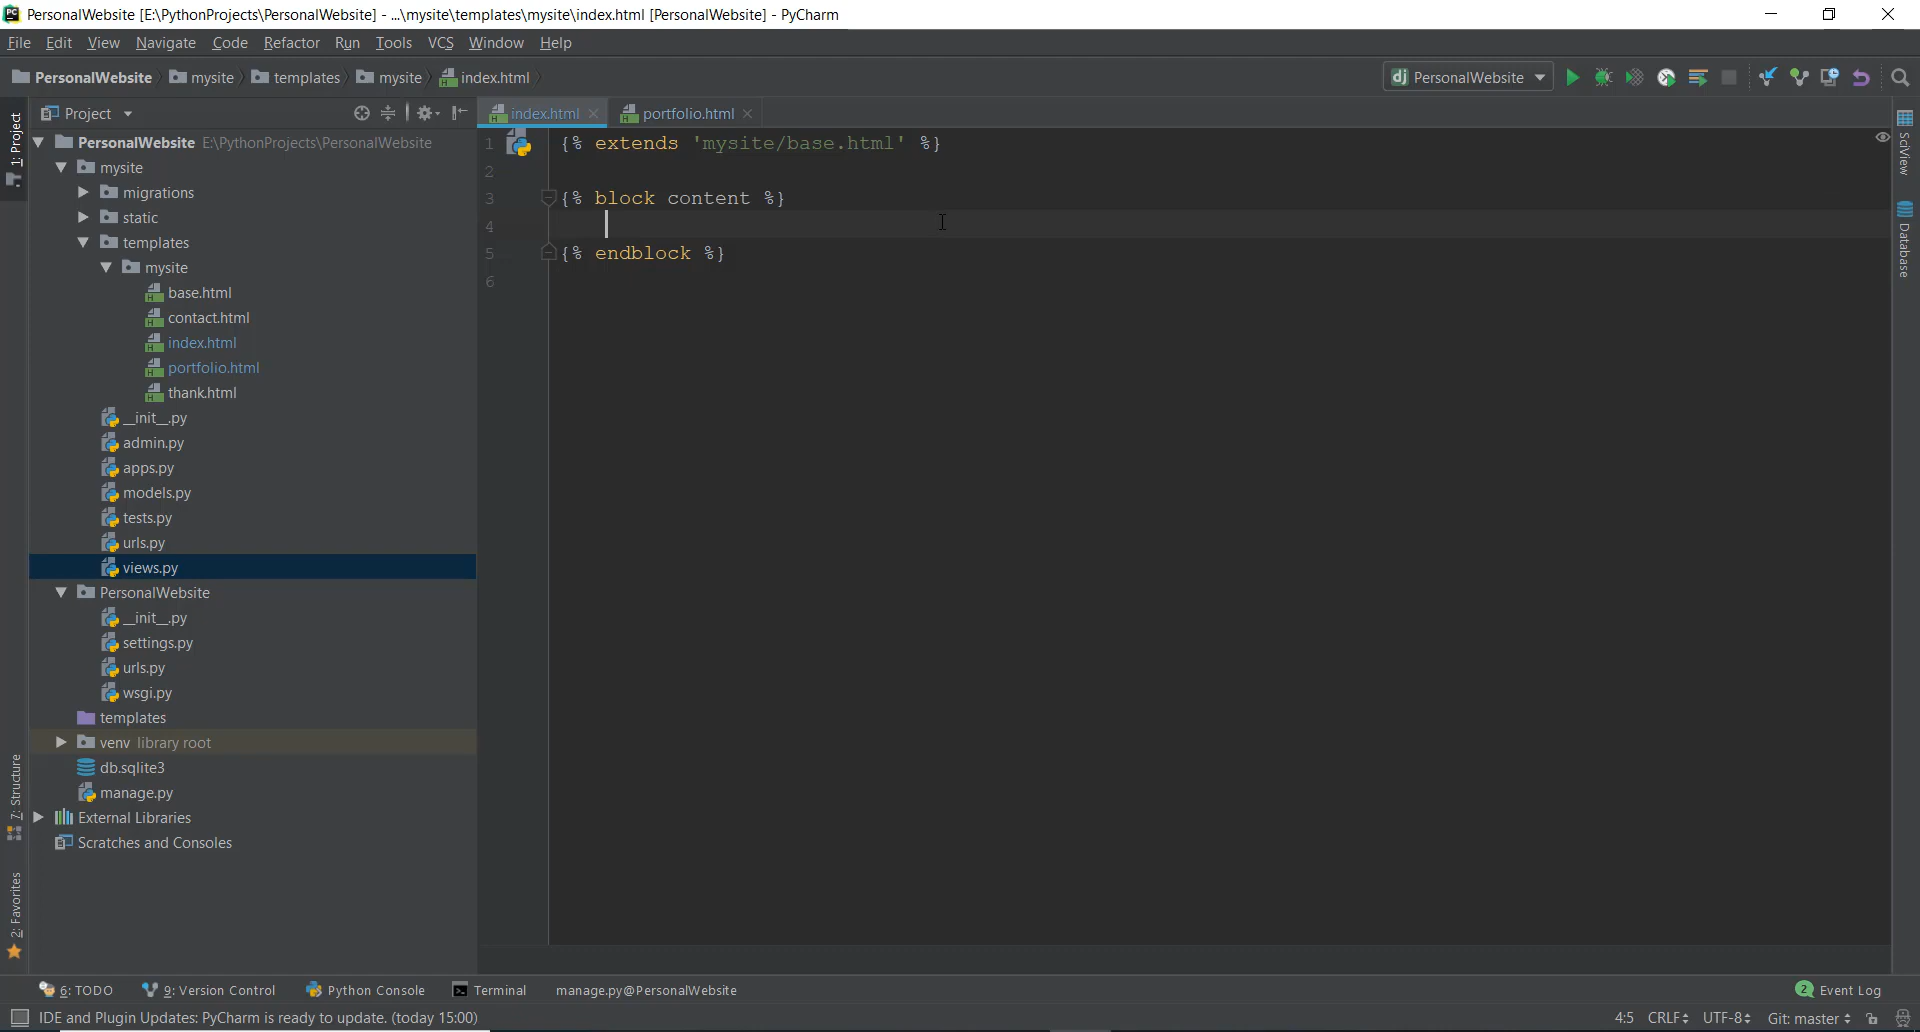 PersonalWebsite [E:\PythonProjects\PersonalWebsite] - ...\mysite\templates\mysite\index.html [PersonalWebsite] - PyCharm
File Edit View Navigate Code Refactor Run Tools VCS Window Help
PersonalWebsite mysite templates mysite index.html
PersonalWebsite
Project
index.html
portfolio.html
1: Project
7: Structure
2: Favorites
PersonalWebsite E:\PythonProjects\PersonalWebsite
mysite
migrations
static
templates
mysite
base.html
contact.html
index.html
portfolio.html
thank.html
__init__.py
admin.py
apps.py
models.py
tests.py
urls.py
views.py
PersonalWebsite
__init__.py
settings.py
urls.py
wsgi.py
templates
venv library root
db.sqlite3
manage.py
External Libraries
Scratches and Consoles
1 {% extends 'mysite/base.html' %}
2
3 {% block content %}
4
5 {% endblock %}
6
SciView
Database
6: TODO 9: Version Control Python Console Terminal manage.py@PersonalWebsite 2 Event Log
IDE and Plugin Updates: PyCharm is ready to update. (today 15:00) 4:5 CRLF UTF-8 Git: master